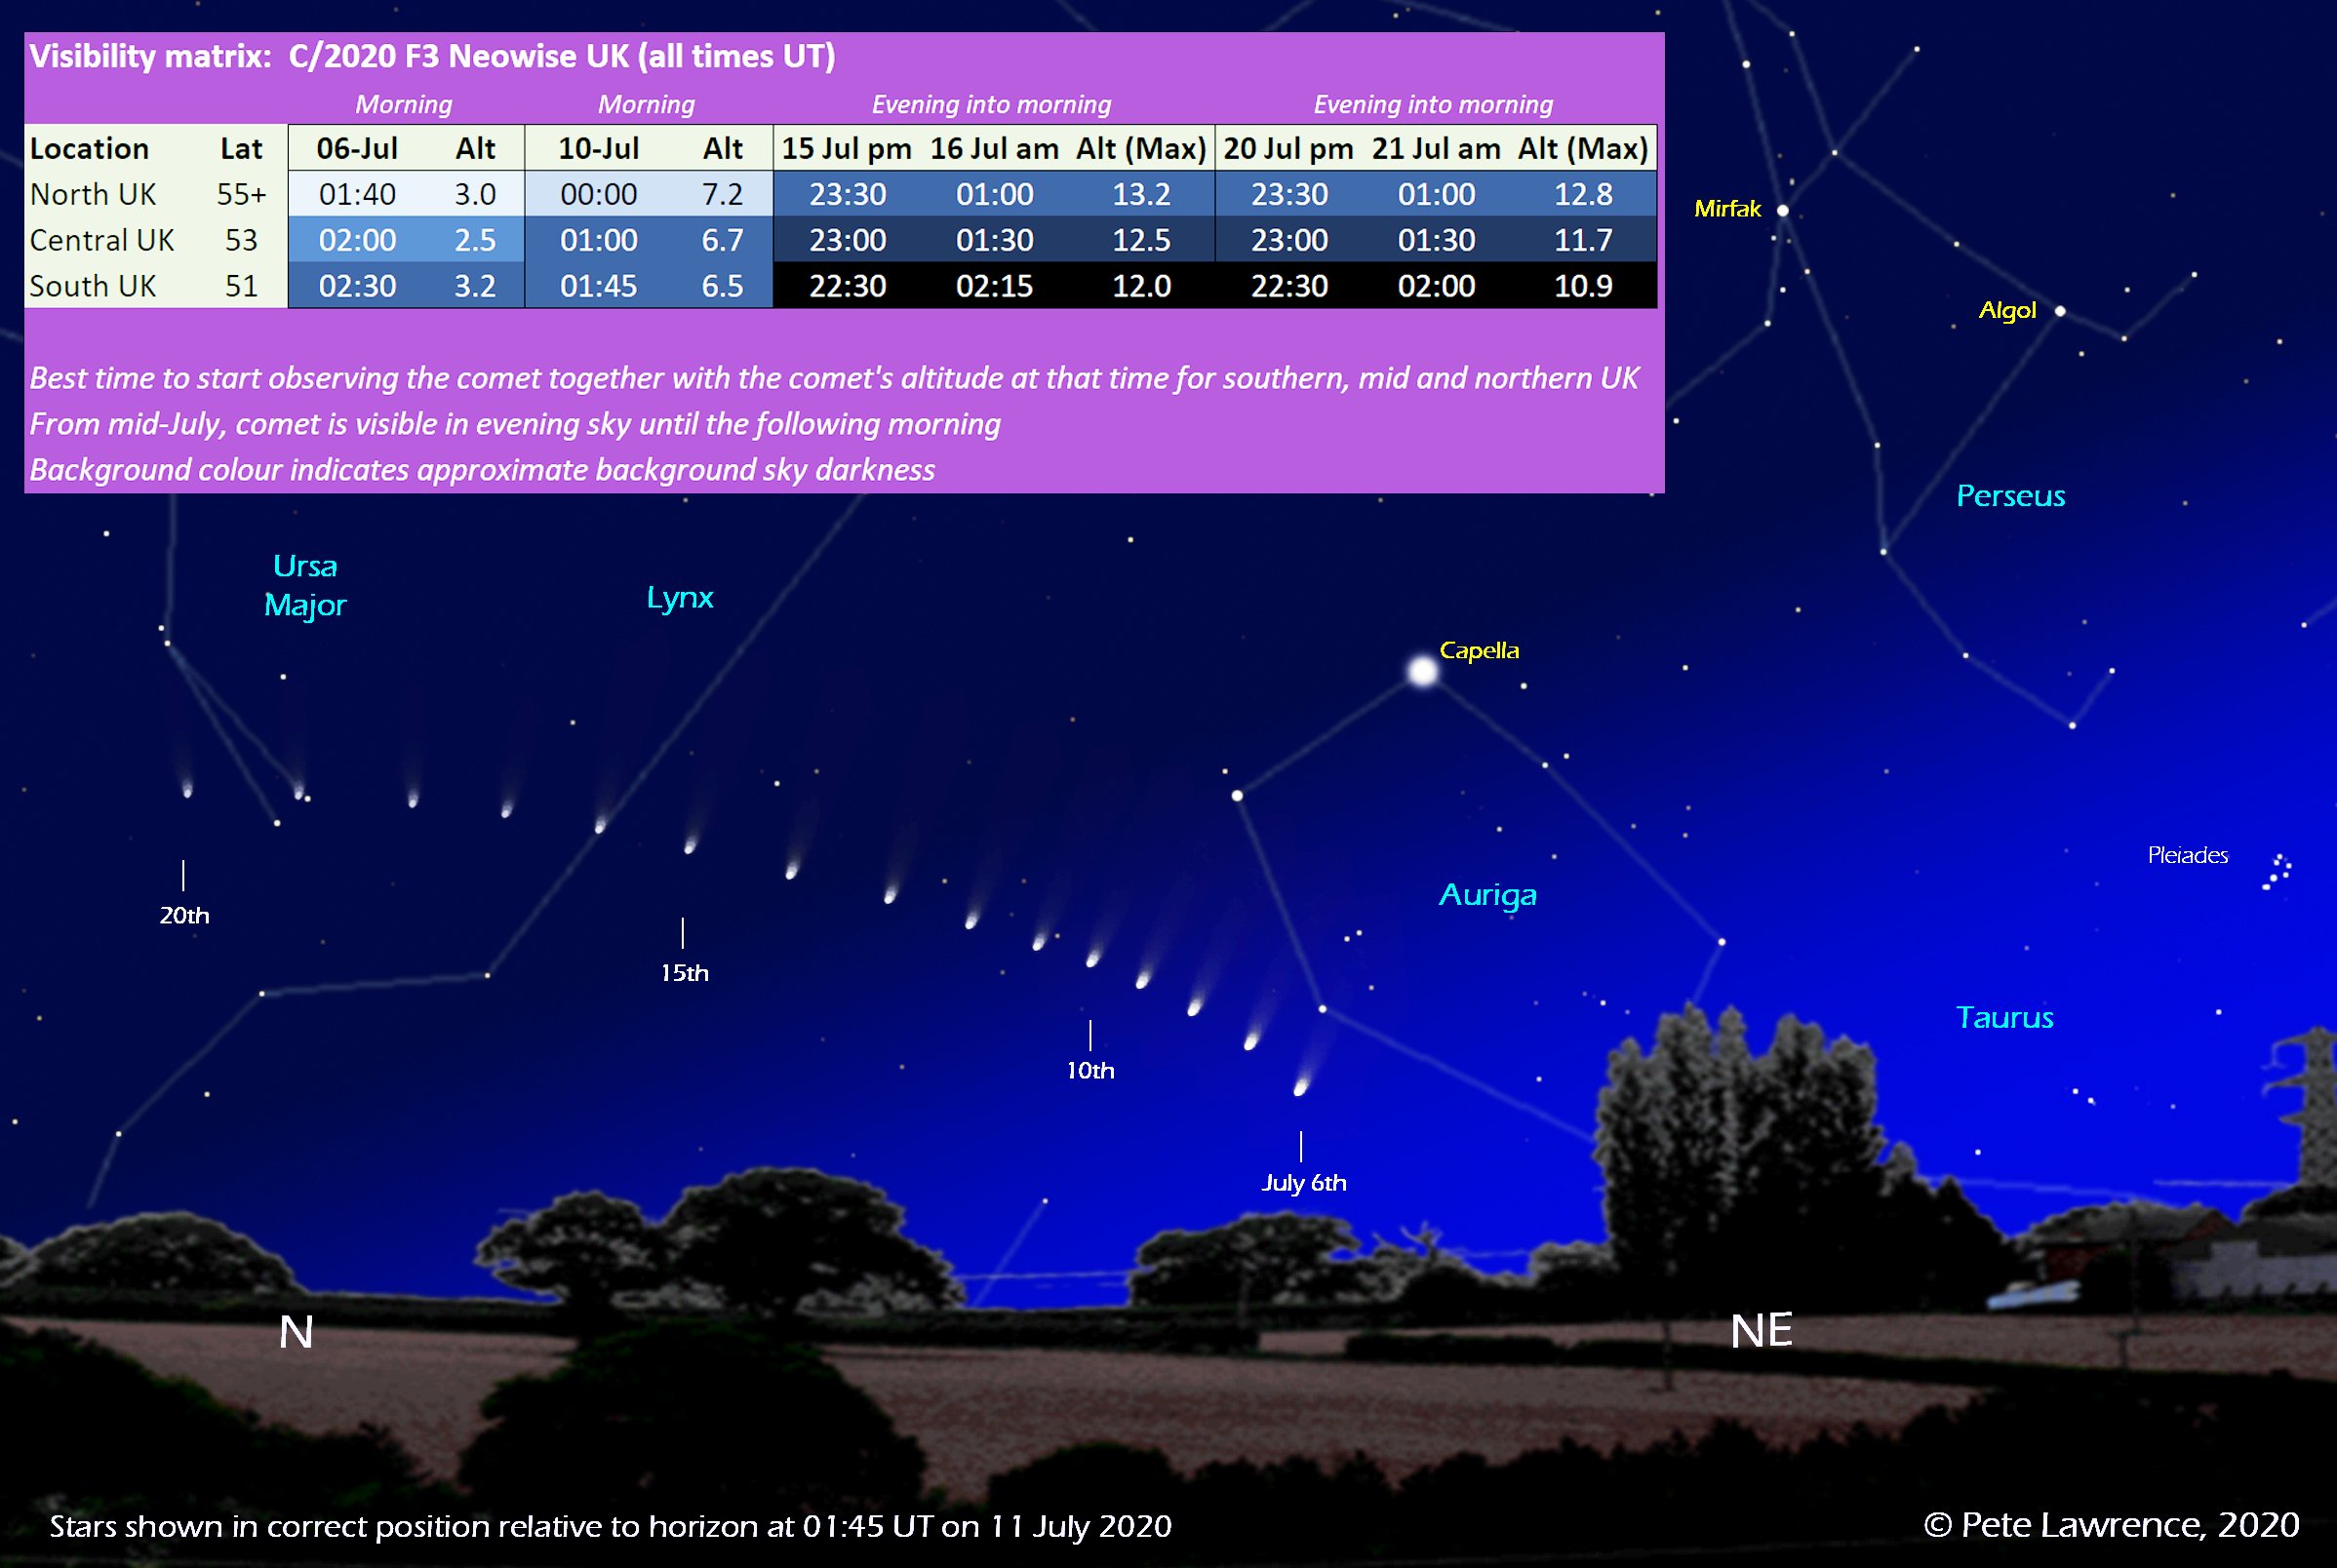 Visibility matrix: C/2020 F3 Neowise UK (all times UT)
Morning Morning Evening into morning Evening into morning
Location Lat 06-Jul Alt 10-Jul Alt 15 Jul pm 16 Jul am Alt (Max) 20 Jul pm 21 Jul am Alt (Max)
North UK 55+ 01:40 3.0 00:00 7.2 23:30 01:00 13.2 23:30 01:00 12.8
Central UK 53 02:00 2.5 01:00 6.7 23:00 01:30 12.5 23:00 01:30 11.7
South UK 51 02:30 3.2 01:45 6.5 22:30 02:15 12.0 22:30 02:00 10.9
Best time to start observing the comet together with the comet's altitude at that time for southern, mid and northern UK
From mid-July, comet is visible in evening sky until the following morning
Background colour indicates approximate background sky darkness
Mirfak
Algol
Perseus
Ursa
Major
Lynx
Capella
Pleiades
Auriga
20th
15th
Taurus
10th
July 6th
N
NE
Stars shown in correct position relative to horizon at 01:45 UT on 11 July 2020
© Pete Lawrence, 2020